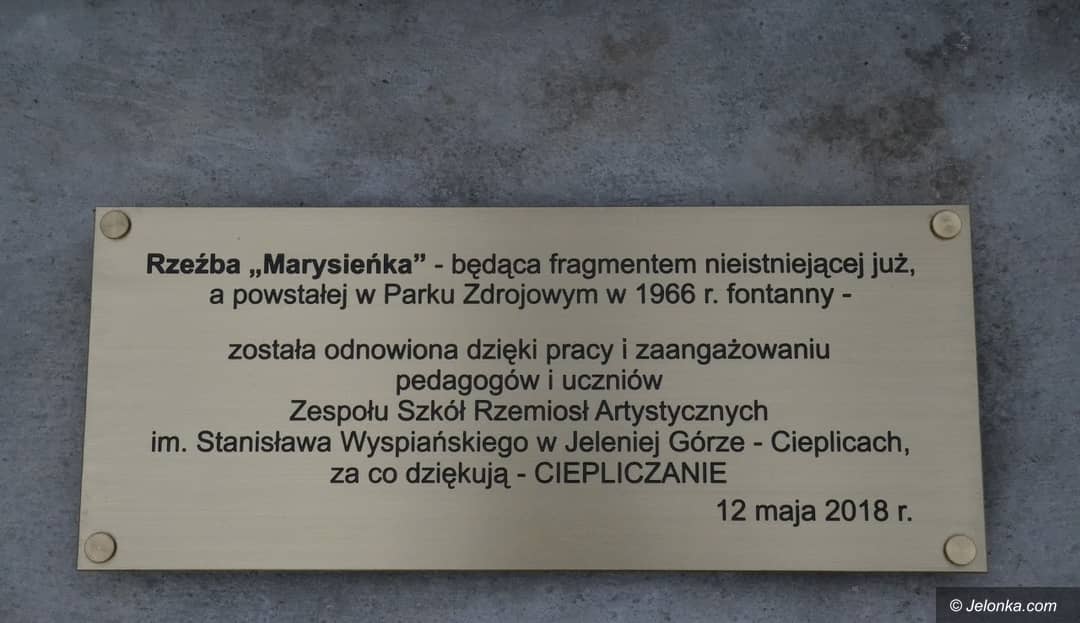 Rzeźba „Marysieńka” - będąca fragmentem nieistniejącej już,
a powstałej w Parku Zdrojowym w 1966 r. fontanny -
została odnowiona dzięki pracy i zaangażowaniu
pedagogów i uczniów
Zespołu Szkół Rzemiosł Artystycznych
im. Stanisława Wyspiańskiego w Jeleniej Górze - Cieplicach,
za co dziękują - CIEPLICZANIE
12 maja 2018 r.
© Jelonka.com